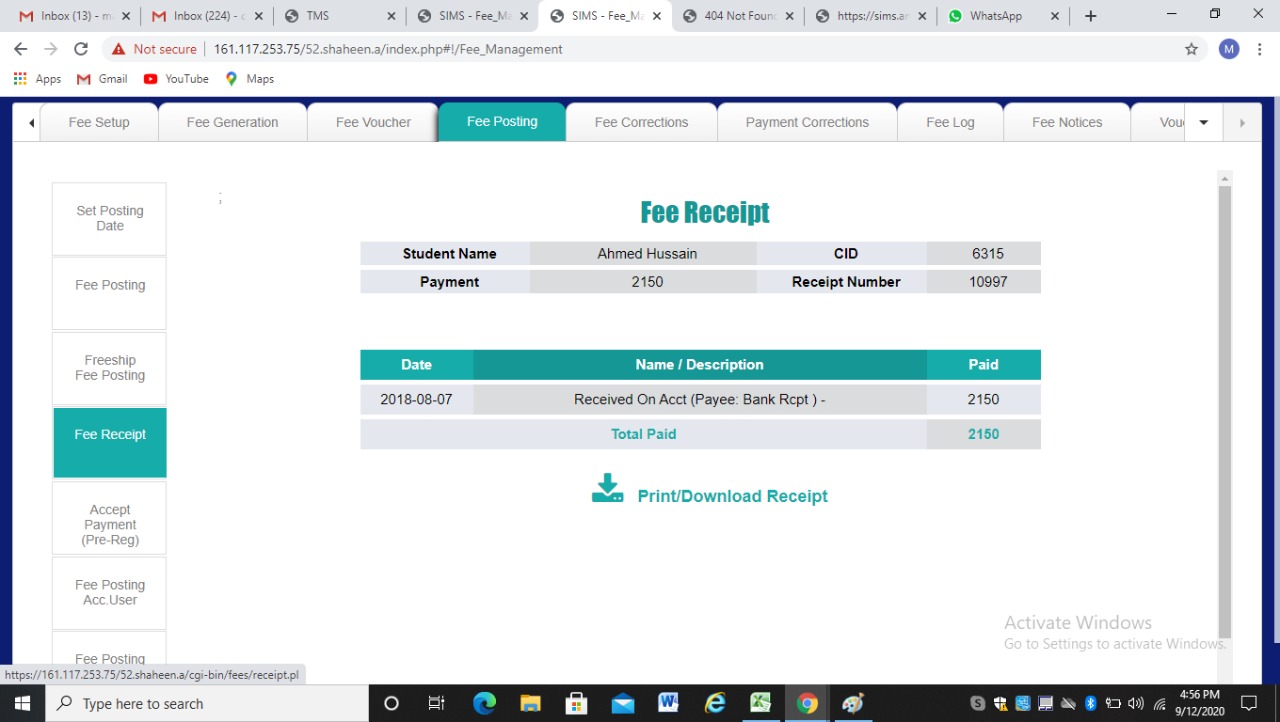 Inbox (13) - m
Inbox (224) -
TMS
SIMS - Fee_Ma
SIMS - Fee_Ma
404 Not Foun
https://sims.ar
WhatsApp
Not secure
161.117.253.75/52.shaheen.a/index.php#!/Fee_Management
M
Apps
Gmail
YouTube
Maps
Fee Setup
Fee Generation
Fee Voucher
Fee Posting
Fee Corrections
Payment Corrections
Fee Log
Fee Notices
Vou
Set Posting
Date
Fee Posting
Freeship
Fee Posting
Fee Receipt
Accept
Payment
(Pre-Reg)
Fee Posting
Acc.User
Fee Posting
;
Fee Receipt
Student Name Ahmed Hussain CID 6315
Payment 2150 Receipt Number 10997
Date Name / Description Paid
2018-08-07 Received On Acct (Payee: Bank Rcpt ) - 2150
Total Paid 2150
Print/Download Receipt
Activate Windows
Go to Settings to activate Windows.
https://161.117.253.75/52.shaheen.a/cgi-bin/fees/receipt.pl
Type here to search
4:56 PM
9/12/2020